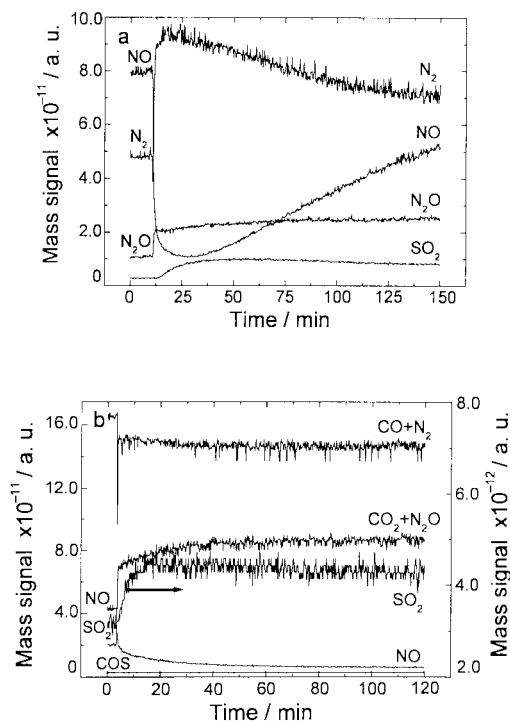 a
Mass signal x10⁻¹¹ / a. u.
10.0
8.0
6.0
4.0
2.0
0
NO
N₂
N₂O
N₂
NO
N₂O
SO₂
0 25 50 75 100 125 150
Time / min
b
Mass signal x10⁻¹¹ / a. u.
16.0
12.0
8.0
4.0
0
NO
SO₂
COS
CO+N₂
CO₂+N₂O
SO₂
NO
8.0
6.0
4.0
2.0
Mass signal x10⁻¹² / a. u.
0 20 40 60 80 100 120
Time / min